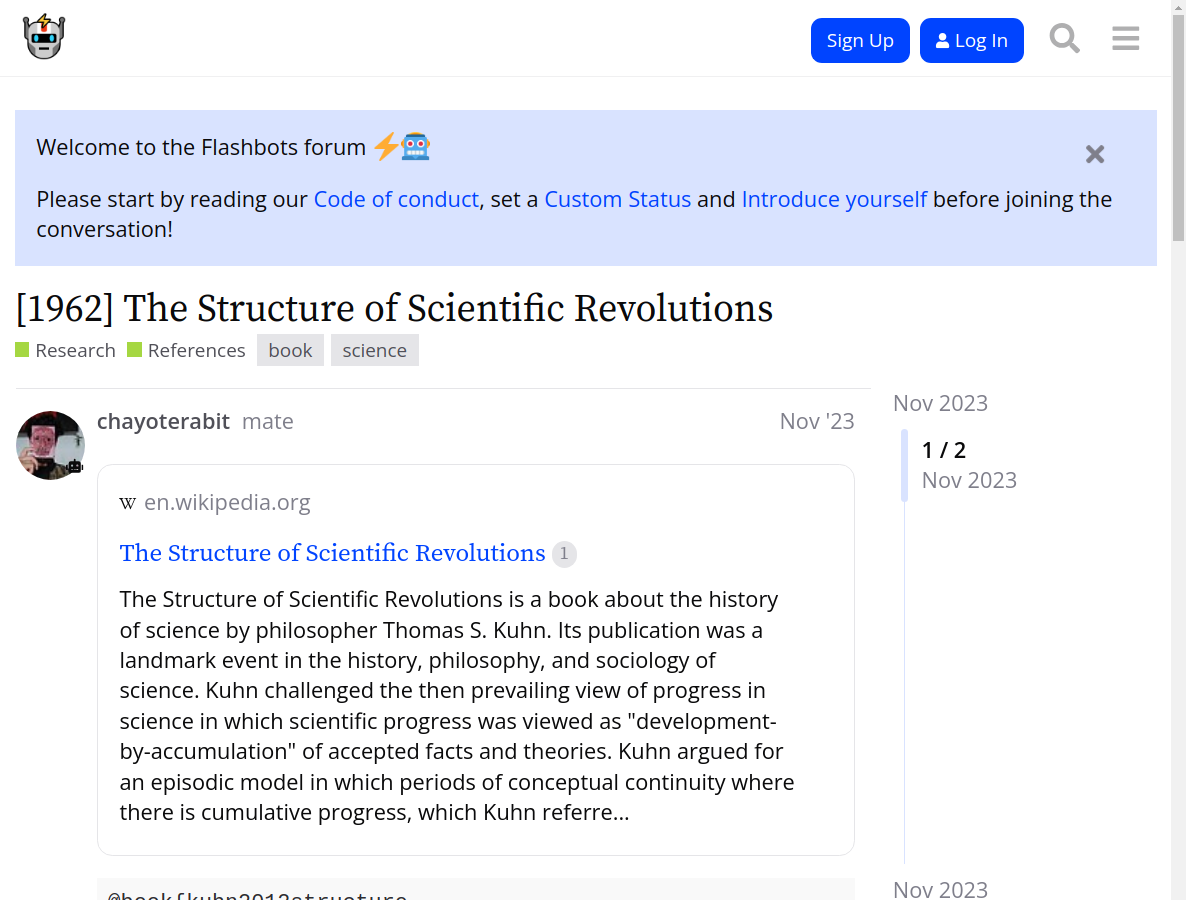 Sign Up
Log In
Welcome to the Flashbots forum
Please start by reading our Code of conduct, set a Custom Status and Introduce yourself before joining the
conversation!
[1962] The Structure of Scientific Revolutions
Research References book science
chayoterabit mate Nov '23
W en.wikipedia.org
The Structure of Scientific Revolutions 1
The Structure of Scientific Revolutions is a book about the history
of science by philosopher Thomas S. Kuhn. Its publication was a
landmark event in the history, philosophy, and sociology of
science. Kuhn challenged the then prevailing view of progress in
science in which scientific progress was viewed as "development-
by-accumulation" of accepted facts and theories. Kuhn argued for
an episodic model in which periods of conceptual continuity where
there is cumulative progress, which Kuhn referre...
@book{kuhn2012structure
Nov 2023
1 / 2
Nov 2023
Nov 2023